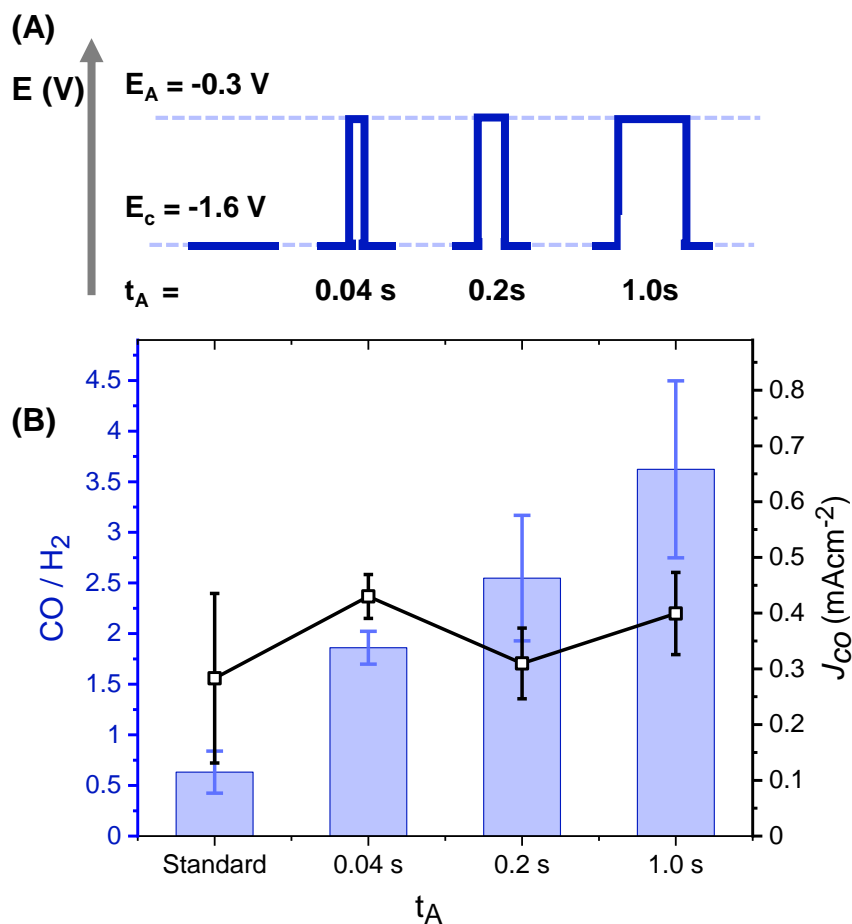 (A)
E (V)
E_A = -0.3 V
E_c = -1.6 V
t_A = 0.04 s 0.2s 1.0s
(B)
CO / H_2
4.5
4
3.5
3
2.5
2
1.5
1
0.5
0
J_CO (mAcm^-2)
0.8
0.7
0.6
0.5
0.4
0.3
0.2
0.1
0
Standard 0.04 s 0.2 s 1.0 s
t_A